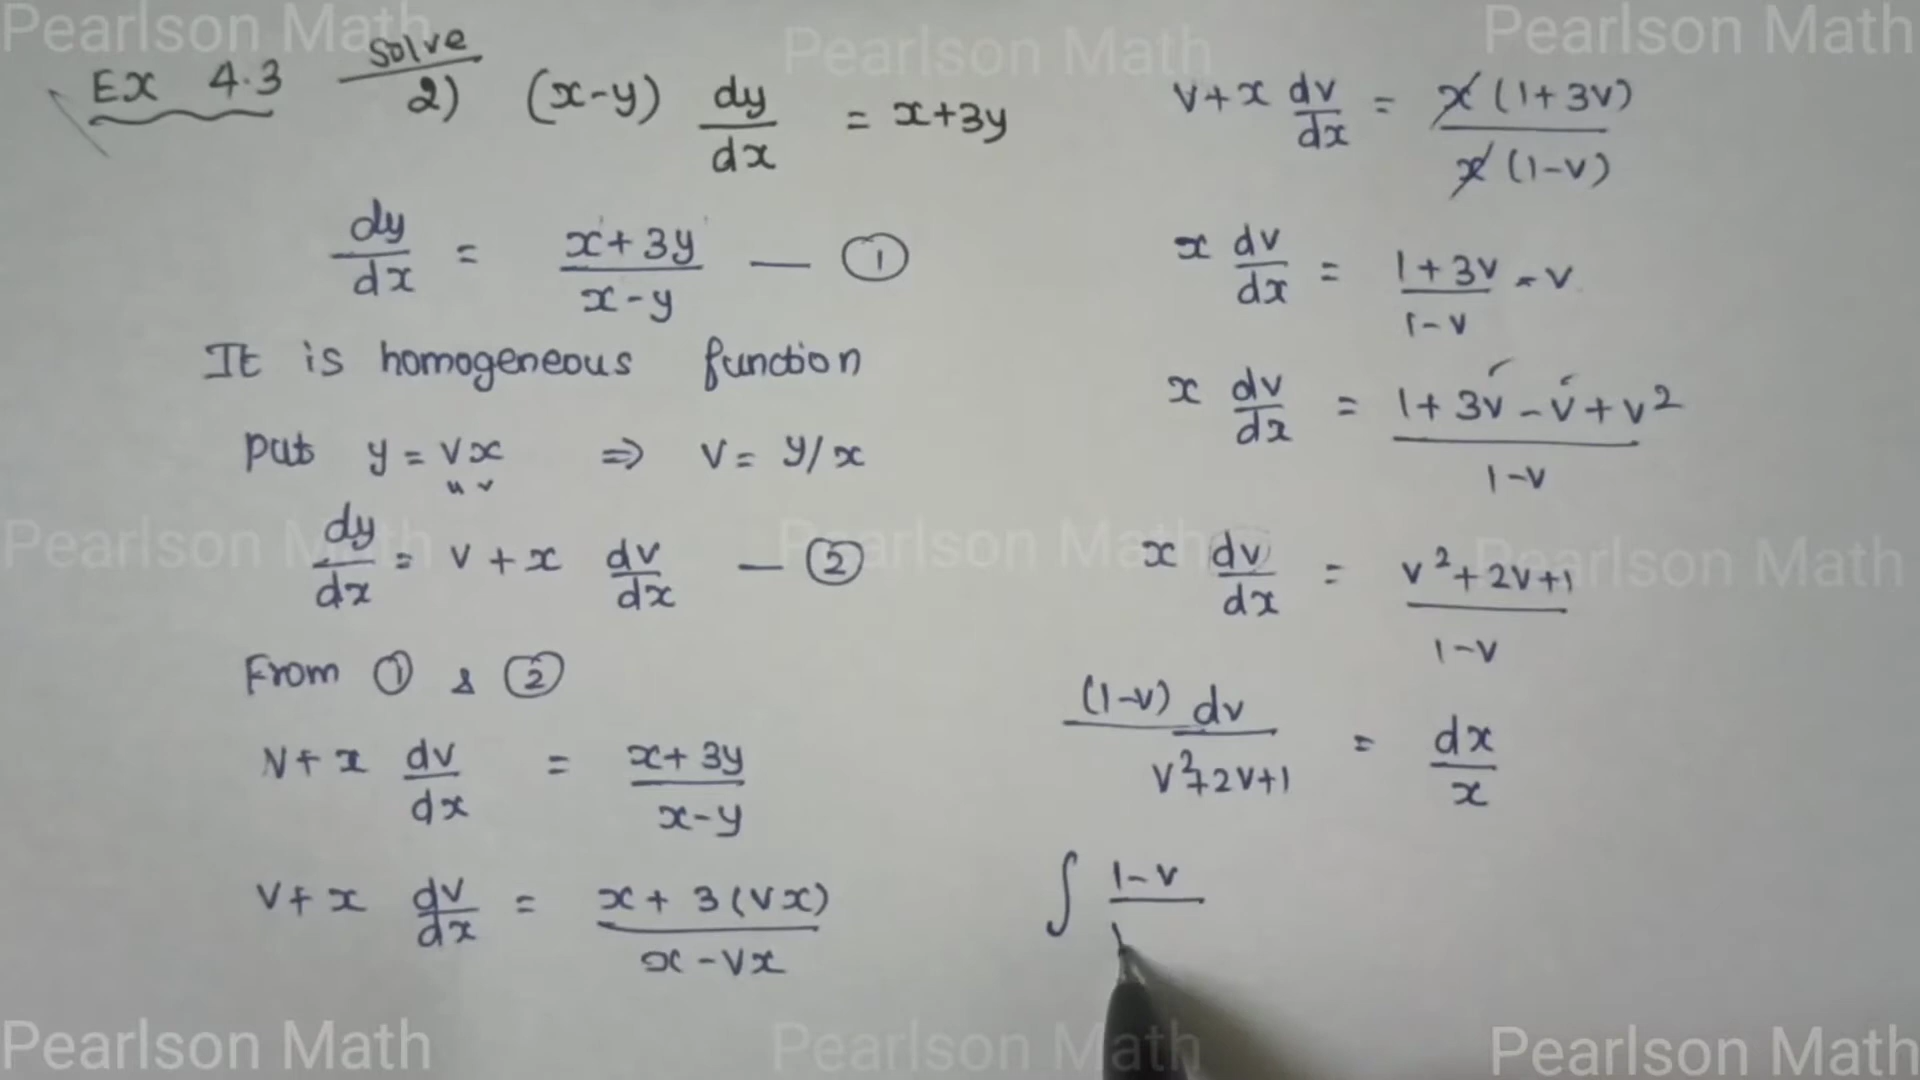 Pearlson Math Pearlson Math Pearlson Math
EX 4.3 Solve
2) (x-y) dy/dx = x+3y
dy/dx = x+3y/x-y — ①
It is homogeneous function
put y = vx ⇒ v = y/x
u v
dy/dx = v + x dv/dx — ②
Pearlson Math Pearlson Math Pearlson Math
From ① & ②
v+x dv/dx = x+3y/x-y
v+x dv/dx = x+3(vx)/x-vx
v+x dv/dx = x(1+3v)/x(1-v)
x dv/dx = 1+3v/1-v - v
x dv/dx = 1+3v-v+v²/1-v
x dv/dx = v²+2v+1/1-v
(1-v) dv/v²+2v+1 = dx/x
∫ 1-v
Pearlson Math Pearlson Math Pearlson Math